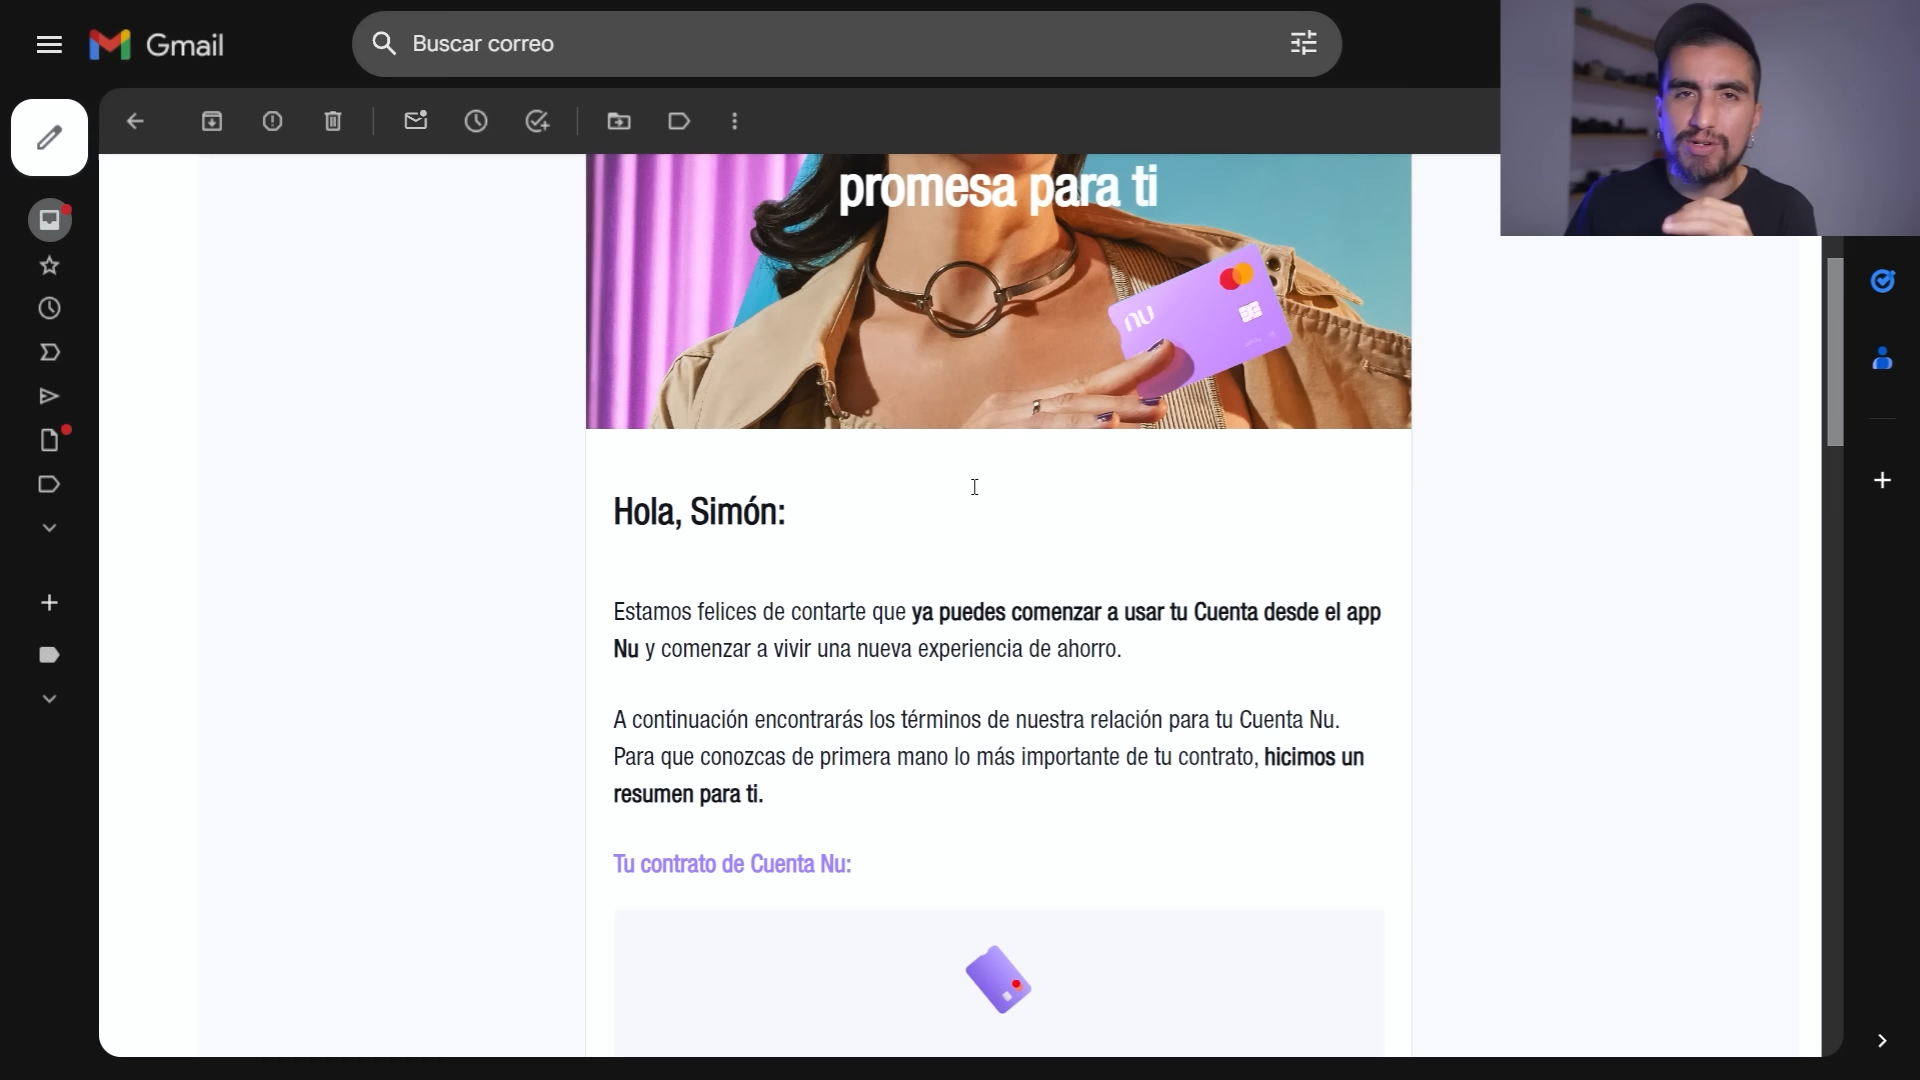 Gmail
Buscar correo
promesa para ti
nu
Hola, Simón:
Estamos felices de contarte que ya puedes comenzar a usar tu Cuenta desde el app
Nu y comenzar a vivir una nueva experiencia de ahorro.
A continuación encontrarás los términos de nuestra relación para tu Cuenta Nu.
Para que conozcas de primera mano lo más importante de tu contrato, hicimos un
resumen para ti.
Tu contrato de Cuenta Nu: